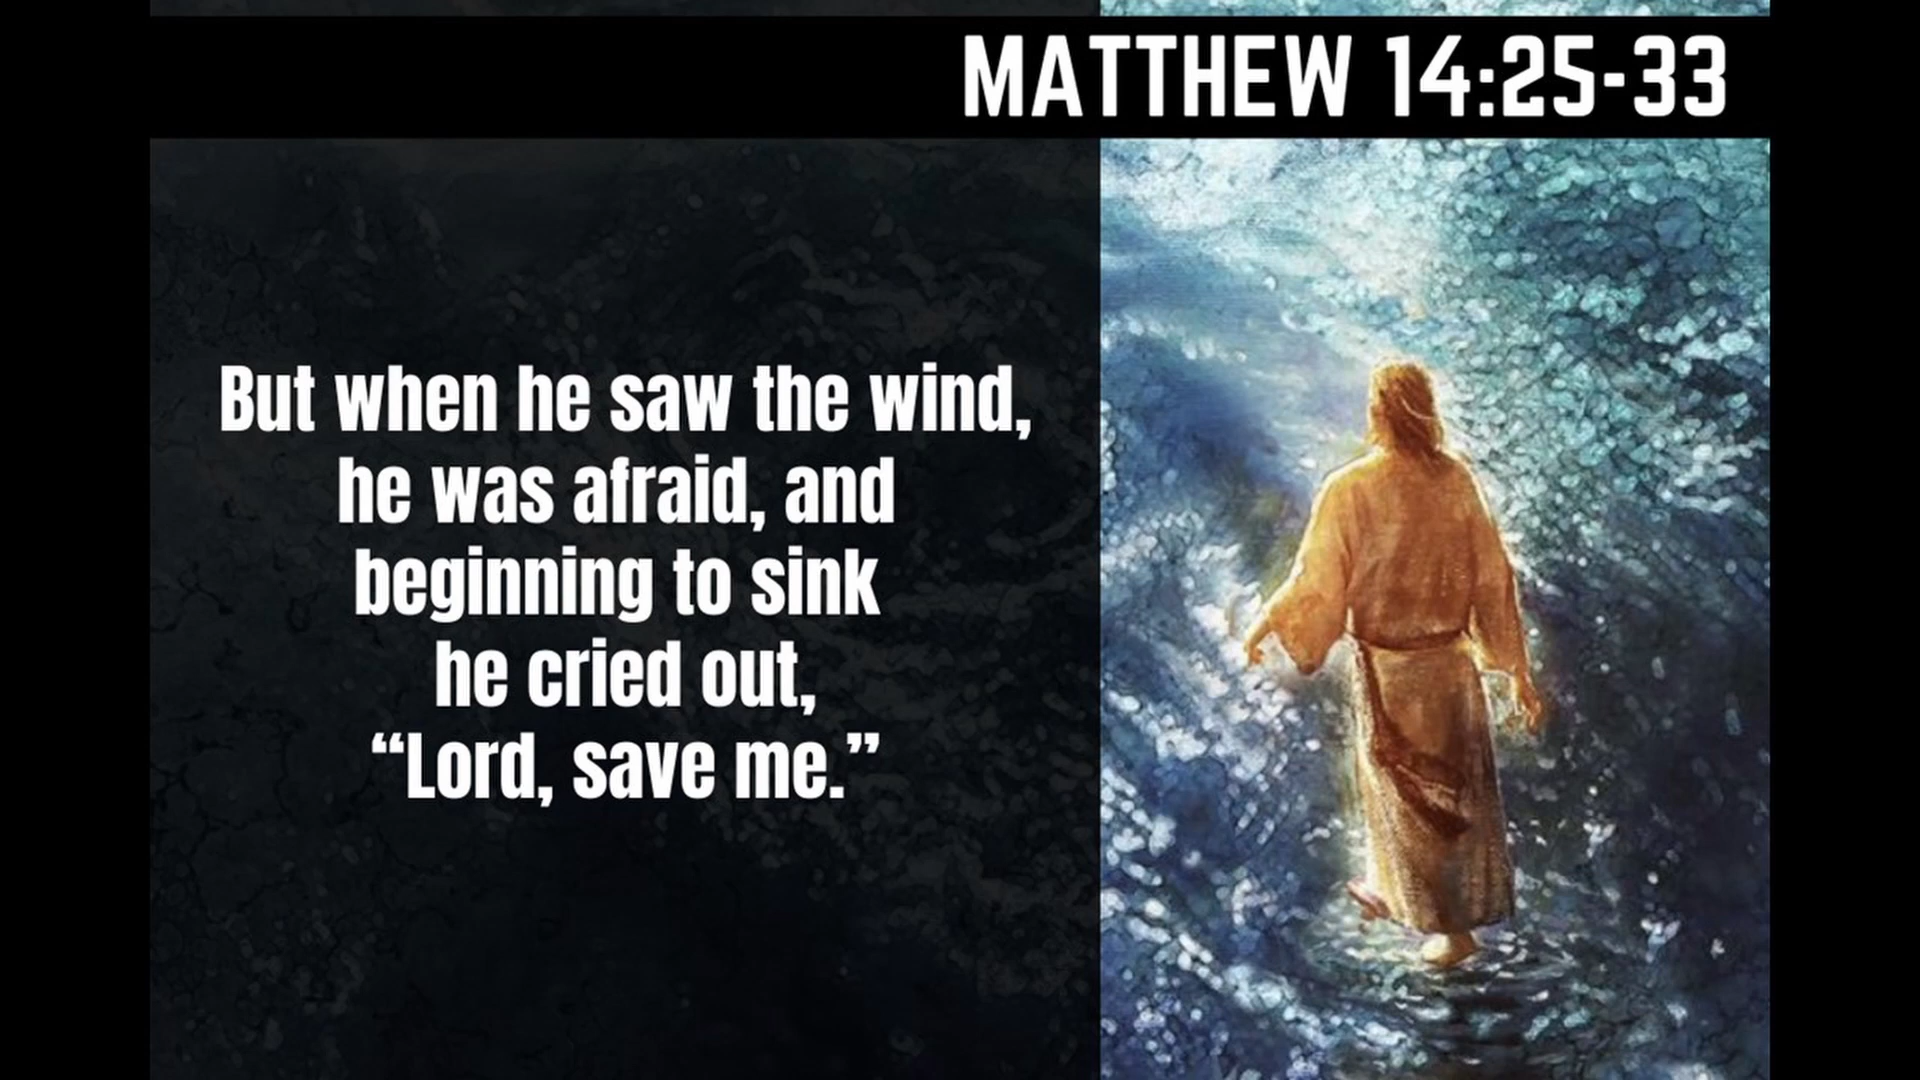 MATTHEW 14:25-33
But when he saw the wind,
he was afraid, and
beginning to sink
he cried out,
“Lord, save me.”